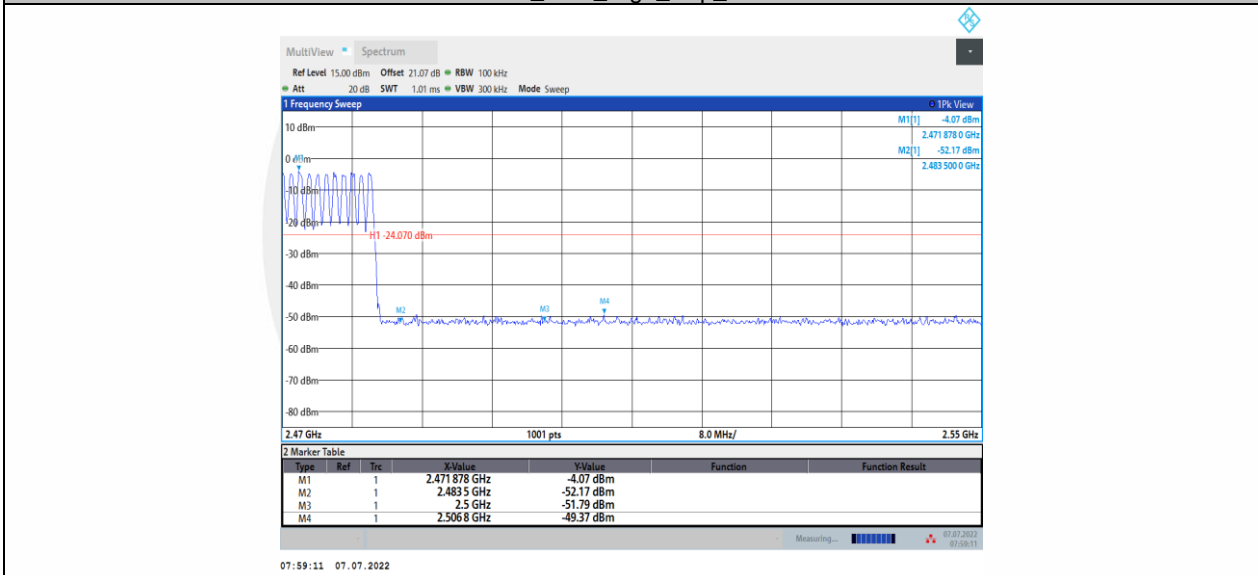 MultiView Spectrum
Ref Level 15.00 dBm Offset 21.07 dB RBW 100 kHz
Att 20 dB SWT 1.01 ms VBW 300 kHz Mode Sweep
1 Frequency Sweep 1Pk View
M1[1] -4.07 dBm
2.471 878 0 GHz
M2[1] -52.17 dBm
2.483 500 0 GHz
10 dBm
0 dBm
M1
-10 dBm
-20 dBm
H1 -24.070 dBm
-30 dBm
-40 dBm
M2 M3 M4
-50 dBm
-60 dBm
-70 dBm
-80 dBm
2.47 GHz 1001 pts 8.0 MHz/ 2.55 GHz
2 Marker Table
Type Ref Trc X-Value Y-Value Function Function Result
M1 1 2.471 878 GHz -4.07 dBm
M2 1 2.483 5 GHz -52.17 dBm
M3 1 2.5 GHz -51.79 dBm
M4 1 2.506 8 GHz -49.37 dBm
Measuring... 07.07.2022
07:59:11
07:59:11 07.07.2022